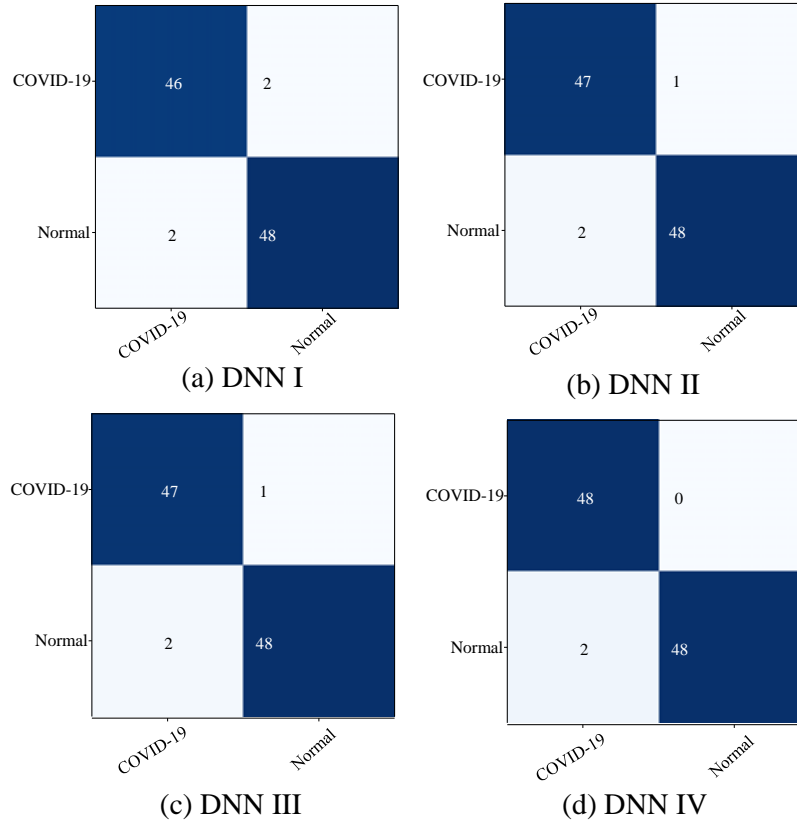 COVID-19
46
2
Normal
2
48
COVID-19
Normal
(a) DNN I
COVID-19
47
1
Normal
2
48
COVID-19
Normal
(b) DNN II
COVID-19
47
1
Normal
2
48
COVID-19
Normal
(c) DNN III
COVID-19
48
0
Normal
2
48
COVID-19
Normal
(d) DNN IV